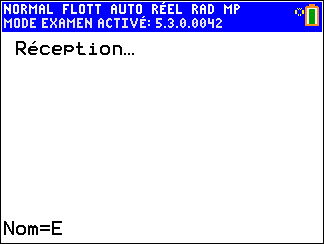 NORMAL FLOTT AUTO RÉEL RAD MP
MODE EXAMEN ACTIVÉ: 5.3.0.0042
Réception…
Nom=E